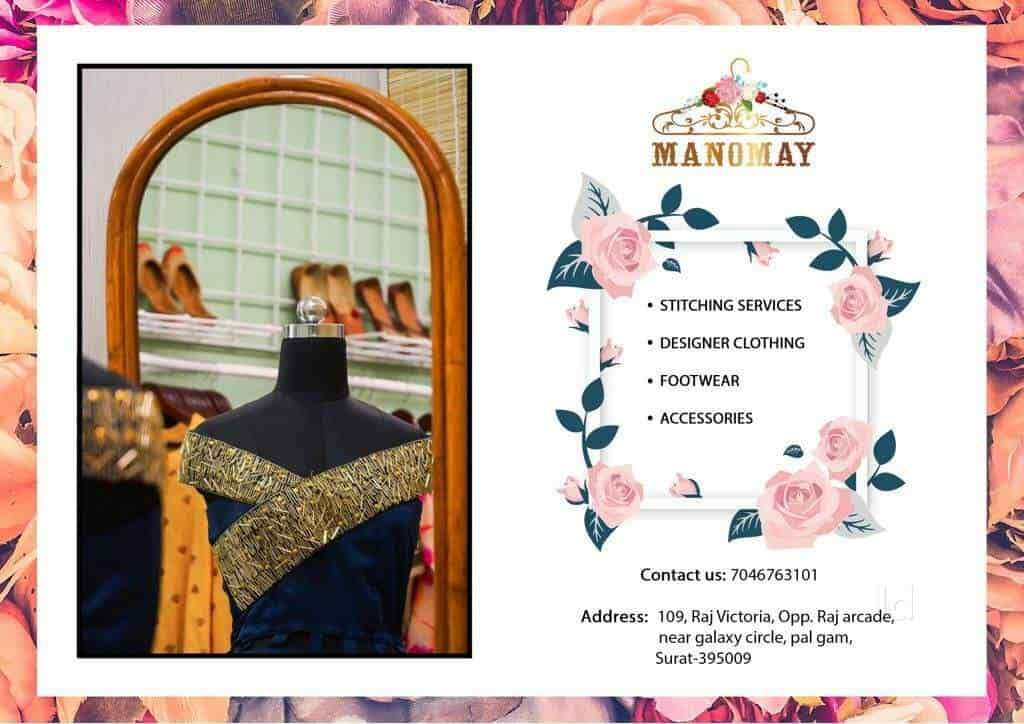 MANOMAY
• STITCHING SERVICES
• DESIGNER CLOTHING
• FOOTWEAR
• ACCESSORIES
Contact us: 7046763101
Address: 109, Raj Victoria, Opp. Raj arcade,
near galaxy circle, pal gam,
Surat-395009